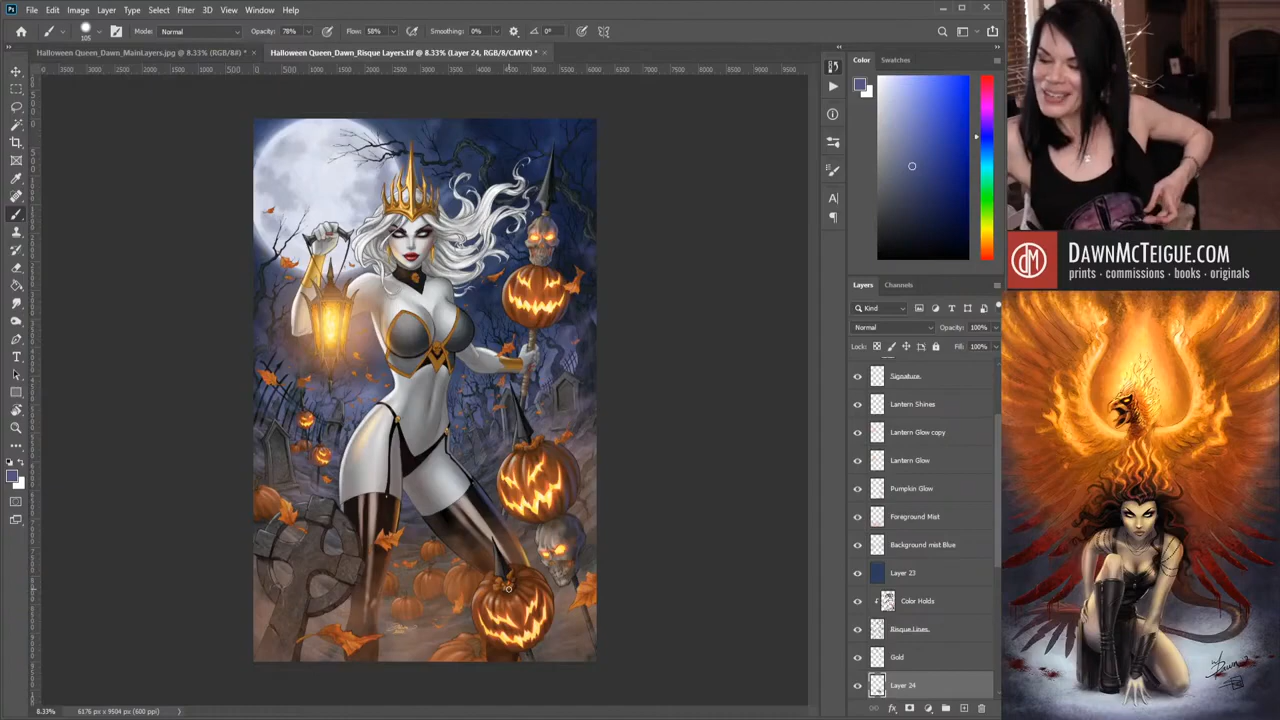 File Edit Image Layer Type Select Filter 3D View Window Help
105 Mode: Normal Opacity: 78% Flow: 58% Smoothing: 0% 0°
Halloween Queen_Dawn_MainLayers.jpg @ 8.33% (RGB/8#) * × Halloween Queen_Dawn_Risque Layers.tif @ 8.33% (Layer 24, RGB/8/CMYK) * ×
Color Swatches
Layers Channels
Kind
Normal Opacity: 100%
Lock: Fill: 100%
Signature.
Lantern Shines
Lantern Glow copy
Lantern Glow
Pumpkin Glow
Foreground Mist
Background mist Blue
Layer 23
Color Holds
Risque Lines.
Gold
Layer 24
8.33% 6176 px x 9504 px (600 ppi)
dm
DAWNMCTEIGUE.COM
prints · commissions · books · originals
Dawn